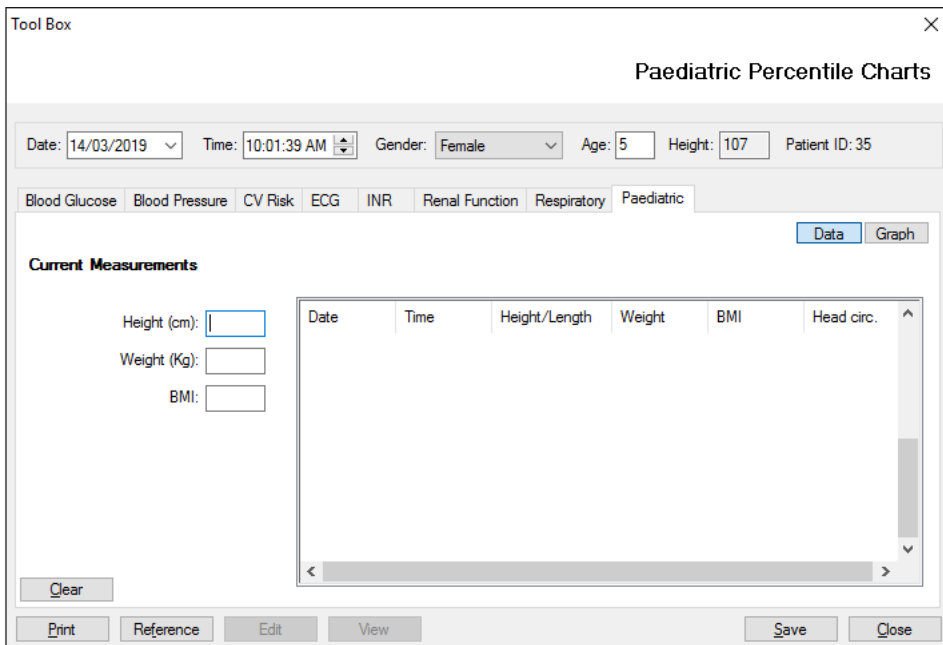 Tool Box
Paediatric Percentile Charts
Date: 14/03/2019 Time: 10:01:39 AM Gender: Female Age: 5 Height: 107 Patient ID: 35
Blood Glucose Blood Pressure CV Risk ECG INR Renal Function Respiratory Paediatric
Data Graph
Current Measurements
Date Time Height/Length Weight BMI Head circ.
Height (cm):
Weight (Kg):
BMI:
Clear
Print Reference Edit View Save Close